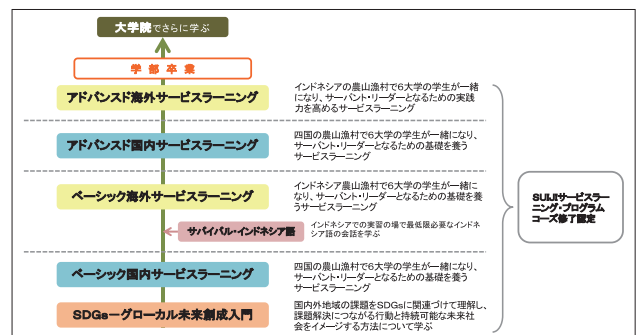 大学院でさらに学ぶ
学部卒業
アドバンスド海外サービスラーニング
インドネシアの農山漁村で6大学の学生が一緒
になり、サーバント・リーダーとなるための実践
力を高めるサービスラーニング
アドバンスド国内サービスラーニング
四国の農山漁村で6大学の学生が一緒になり、
サーバント・リーダーとなるための基礎を養う
サービスラーニング
ベーシック海外サービスラーニング
インドネシア農山漁村で6大学の学生が一緒に
なり、サーバント・リーダーとなるための基礎を養
うサービスラーニング
サバイバル・インドネシア語
インドネシアでの実習の場で最低限必要なインドネ
シア語の会話を学ぶ
ベーシック国内サービスラーニング
四国の農山漁村で6大学の学生が一緒になり、
サーバント・リーダーとなるための基礎を養う
サービスラーニング
SDGsーグローカル未来創成入門
国内外地域の課題をSDGsに関連づけて理解し、
課題解決につながる行動と持続可能な未来社
会をイメージする方法について学ぶ
SUIJIサービスラー
ニング・プログラム
コーズ修了認定